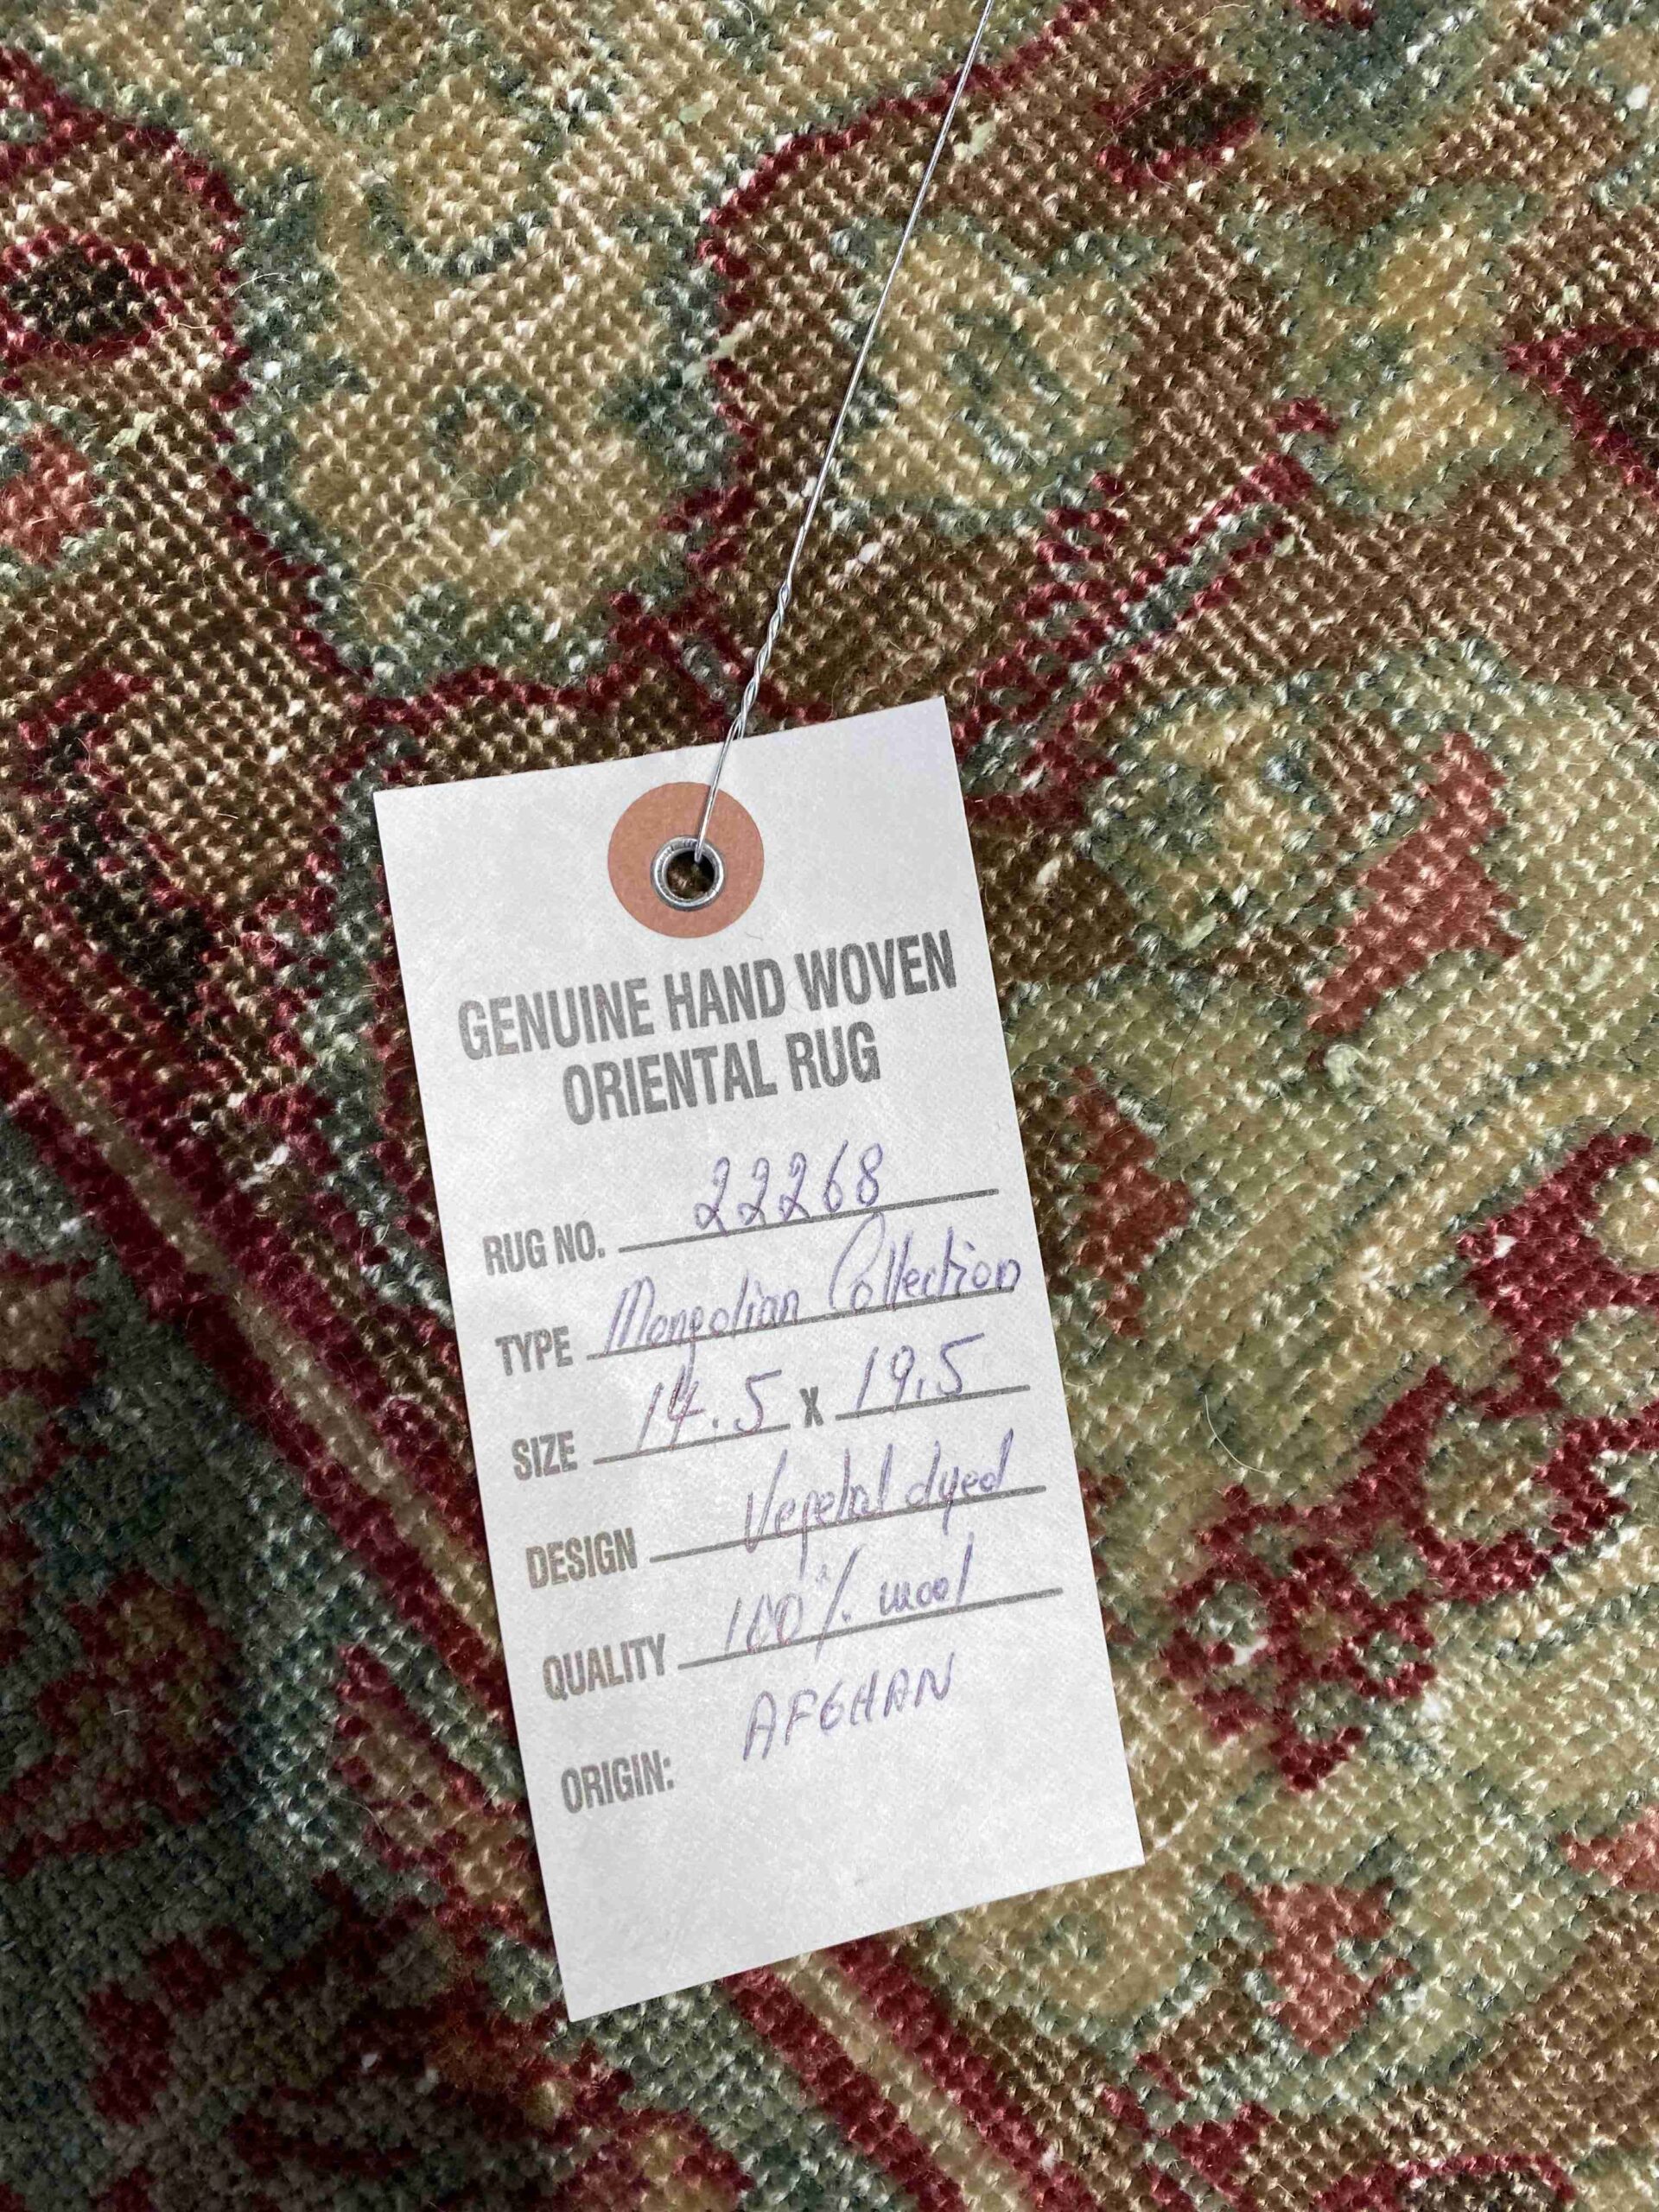 GENUINE HAND WOVEN
ORIENTAL RUG
RUG NO. 22268
TYPE Mongolian Collection
SIZE 14.5 x 19.5
DESIGN Vegetal dyed
QUALITY 100% wool
ORIGIN: AFGHAN